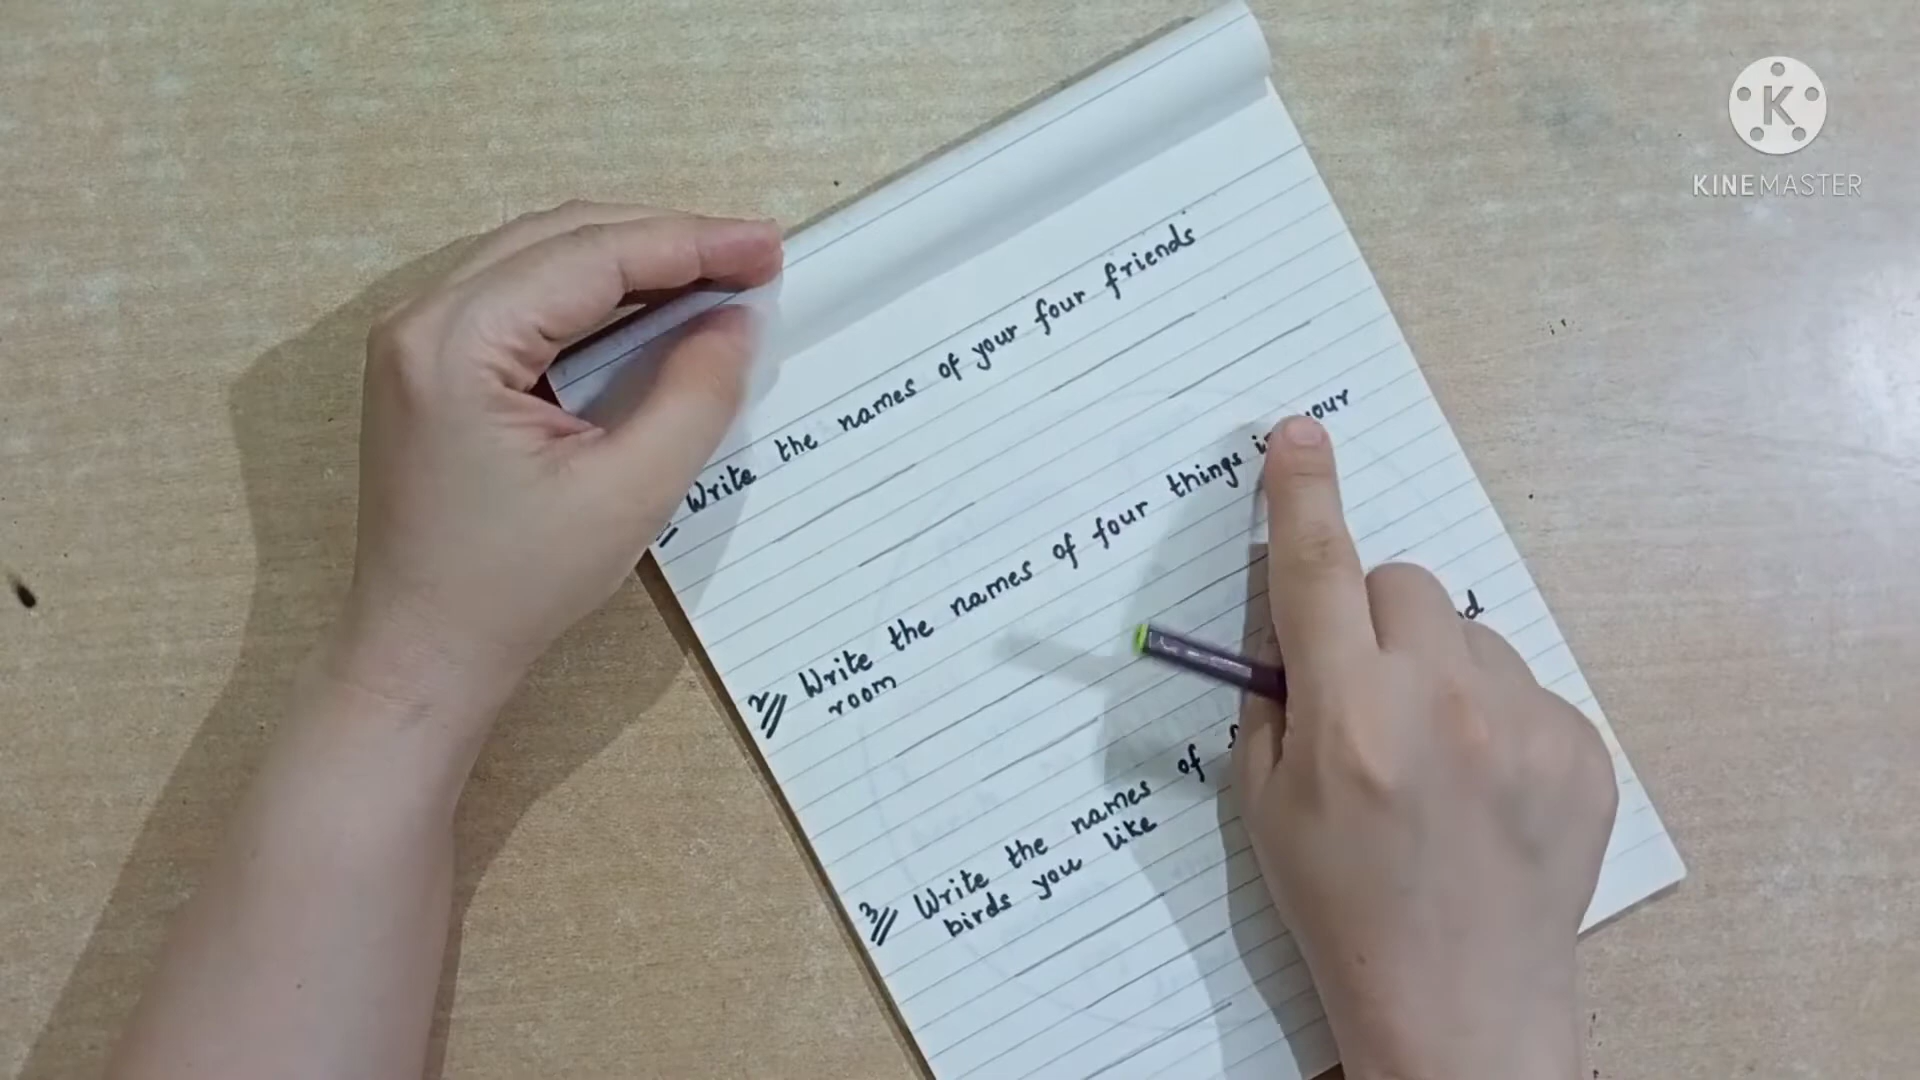 Write the names of your four friends
2 Write the names of four things in your
room
3 Write the names of
birds you like
KINEMASTER